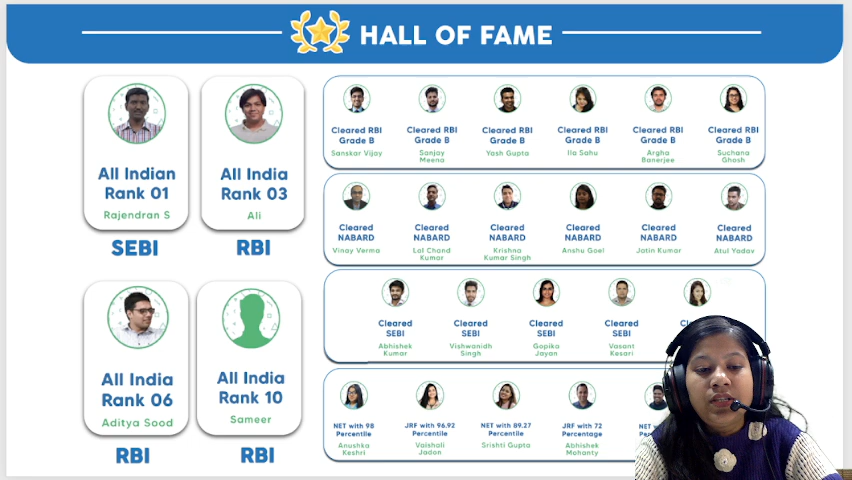 HALL OF FAME
All Indian
Rank 01
Rajendran S
SEBI
All India
Rank 03
Ali
RBI
All India
Rank 06
Aditya Sood
RBI
All India
Rank 10
Sameer
RBI
Cleared RBI
Grade B
Sanskar Vijay
Cleared RBI
Grade B
Sanjay
Meena
Cleared RBI
Grade B
Yash Gupta
Cleared RBI
Grade B
Ila Sahu
Cleared RBI
Grade B
Argha
Banerjee
Cleared RBI
Grade B
Suchana
Ghosh
Cleared
NABARD
Vinay Verma
Cleared
NABARD
Lal Chand
Kumar
Cleared
NABARD
Krishna
Kumar Singh
Cleared
NABARD
Anshu Goel
Cleared
NABARD
Jatin Kumar
Cleared
NABARD
Atul Yadav
Cleared
SEBI
Abhishek
Kumar
Cleared
SEBI
Vishwanidh
Singh
Cleared
SEBI
Gopika
Jayan
Cleared
SEBI
Vasant
Kesari
NET with 98
Percentile
Anushka
Keshri
JRF with 96.92
Percentile
Vaishali
Jadon
NET with 89.27
Percentile
Srishti Gupta
JRF with 72
Percentage
Abhishek
Mohanty